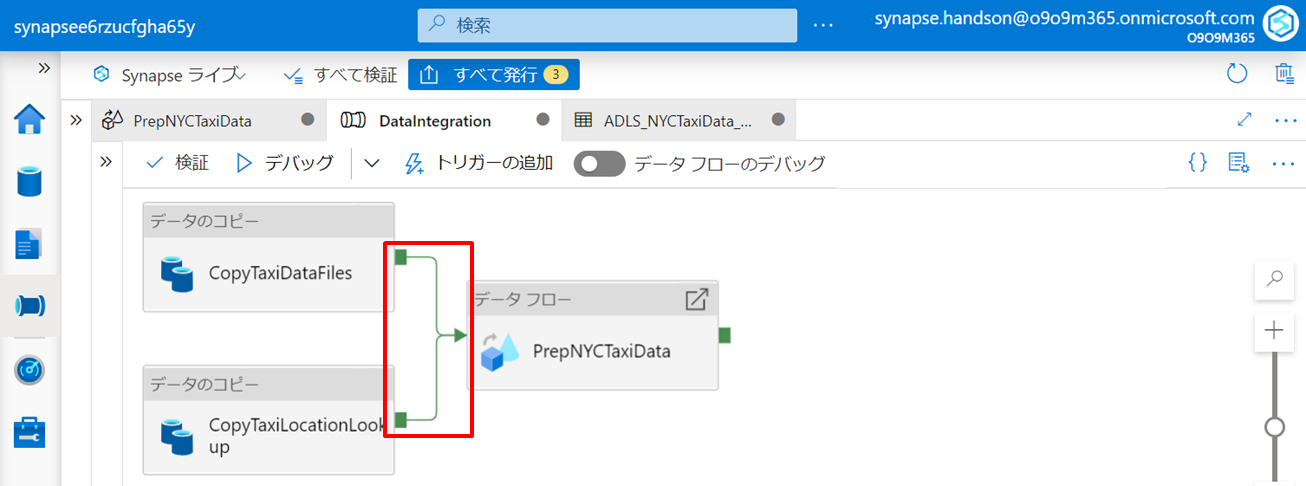 synapsee6rzucfgha65y
検索
synapse.handson@o9o9m365.onmicrosoft.com
O9O9M365
Synapse ライブ
すべて検証
すべて発行 3
PrepNYCTaxiData
DataIntegration
ADLS_NYCTaxiData_...
検証
デバッグ
トリガーの追加
データ フローのデバッグ
データのコピー
CopyTaxiDataFiles
データ フロー
PrepNYCTaxiData
データのコピー
CopyTaxiLocationLook
up